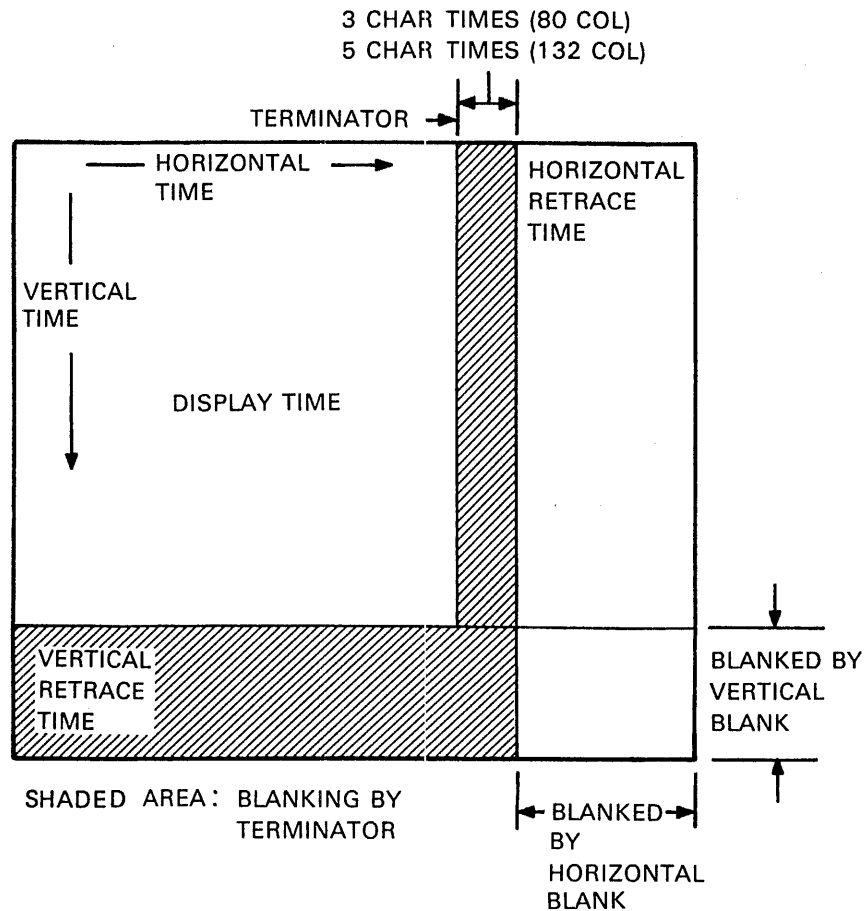 3 CHAR TIMES (80 COL)
5 CHAR TIMES (132 COL)
TERMINATOR
HORIZONTAL
TIME
HORIZONTAL
RETRACE
TIME
VERTICAL
TIME
DISPLAY TIME
VERTICAL
RETRACE
TIME
BLANKED BY
VERTICAL
BLANK
SHADED AREA: BLANKING BY
TERMINATOR
BLANKED
BY
HORIZONTAL
BLANK